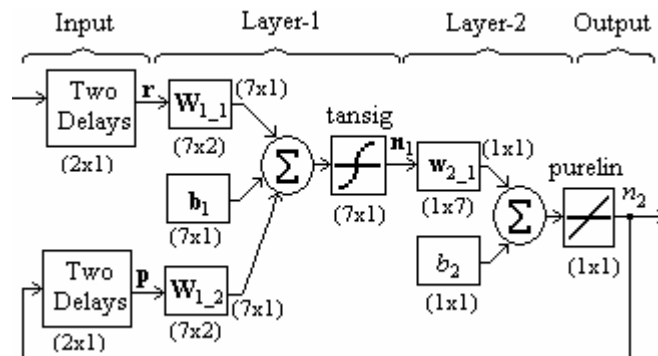 Input Layer-1 Layer-2 Output
Two Delays
r
(2x1)
W1_1
(7x1)
(7x2)
b1
(7x1)
Two Delays
p
(2x1)
W1_2
(7x1)
(7x2)
Σ
tansig
(7x1)
n1
w2_1
(1x1)
(1x7)
b2
(1x1)
Σ
purelin
n2
(1x1)